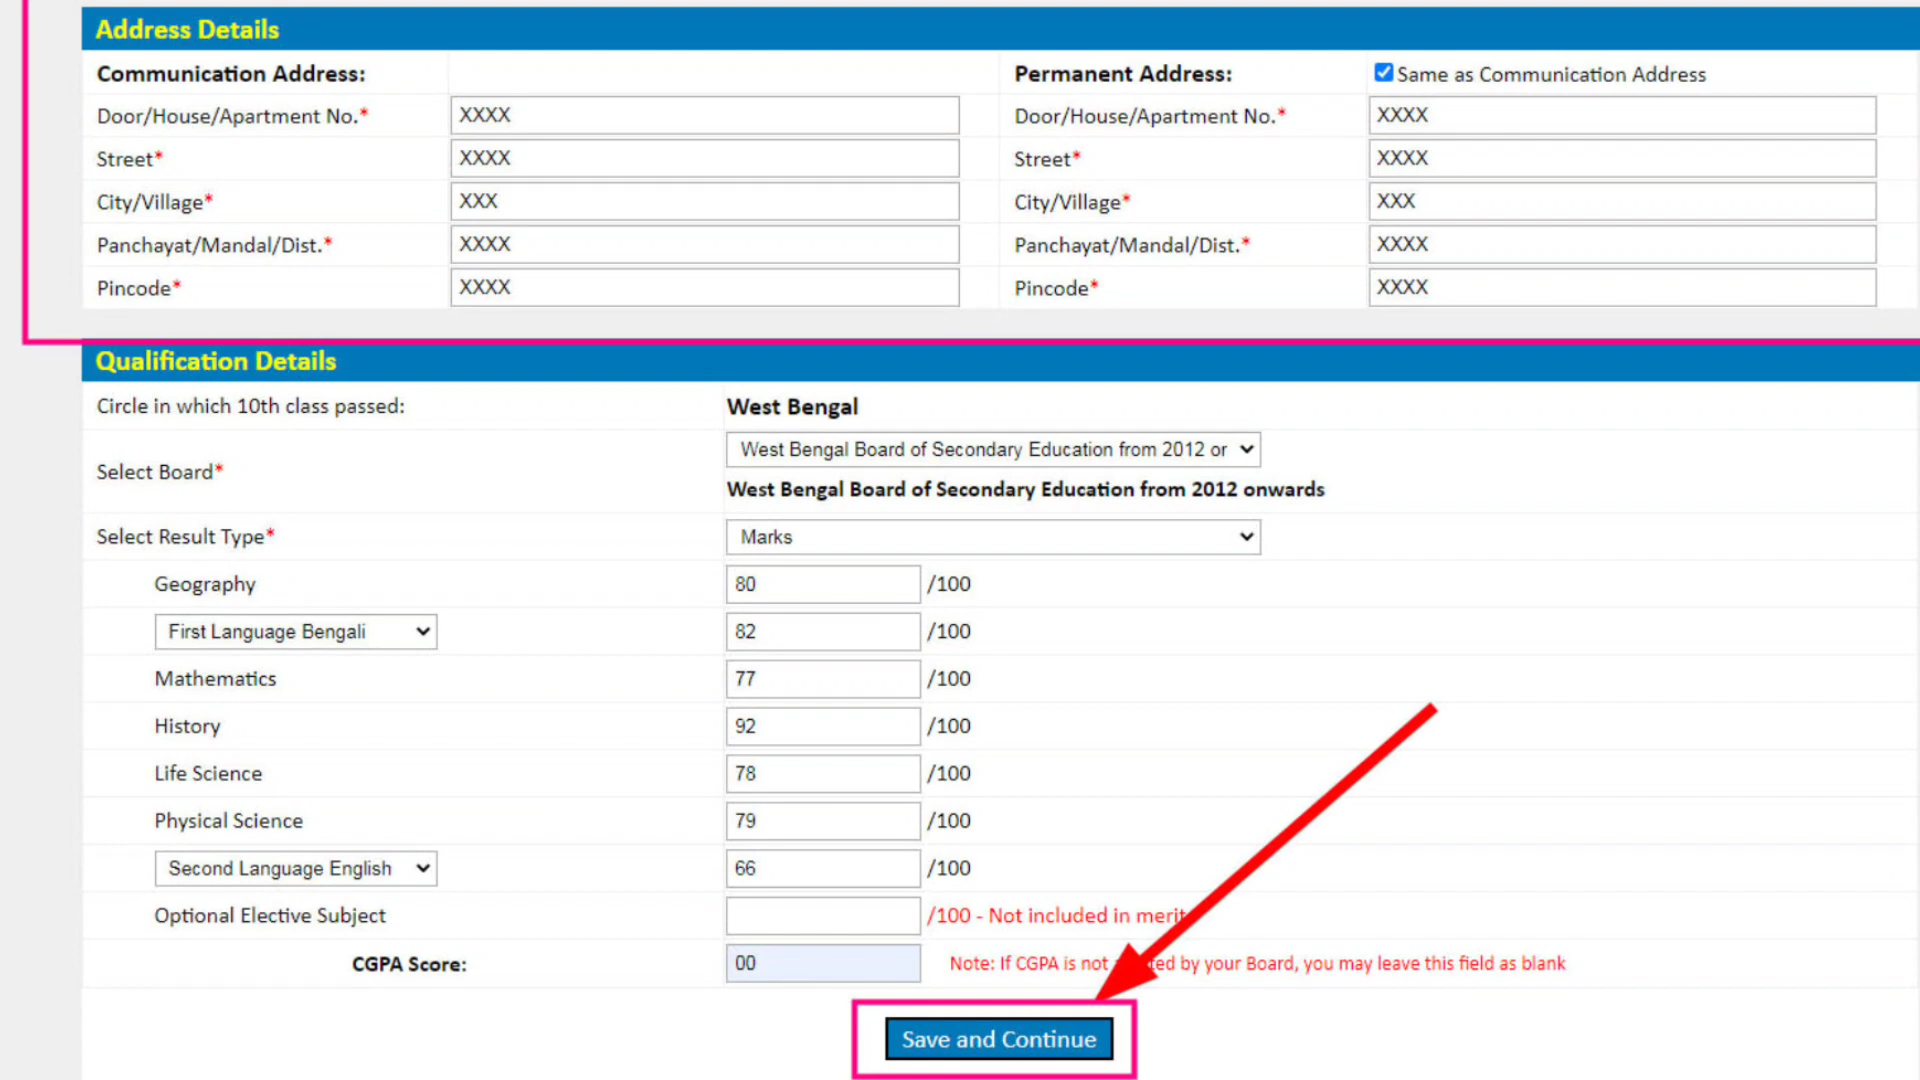 Address Details
Communication Address: Permanent Address: Same as Communication Address
Door/House/Apartment No.* XXXX Door/House/Apartment No.* XXXX
Street* XXXX Street* XXXX
City/Village* XXX City/Village* XXX
Panchayat/Mandal/Dist.* XXXX Panchayat/Mandal/Dist.* XXXX
Pincode* XXXX Pincode* XXXX
Qualification Details
Circle in which 10th class passed: West Bengal
West Bengal Board of Secondary Education from 2012 or
Select Board*
West Bengal Board of Secondary Education from 2012 onwards
Select Result Type* Marks
Geography 80 /100
First Language Bengali 82 /100
Mathematics 77 /100
History 92 /100
Life Science 78 /100
Physical Science 79 /100
Second Language English 66 /100
Optional Elective Subject /100 - Not included in merit
CGPA Score: 00 Note: If CGPA is not by your Board, you may leave this field as blank
Save and Continue